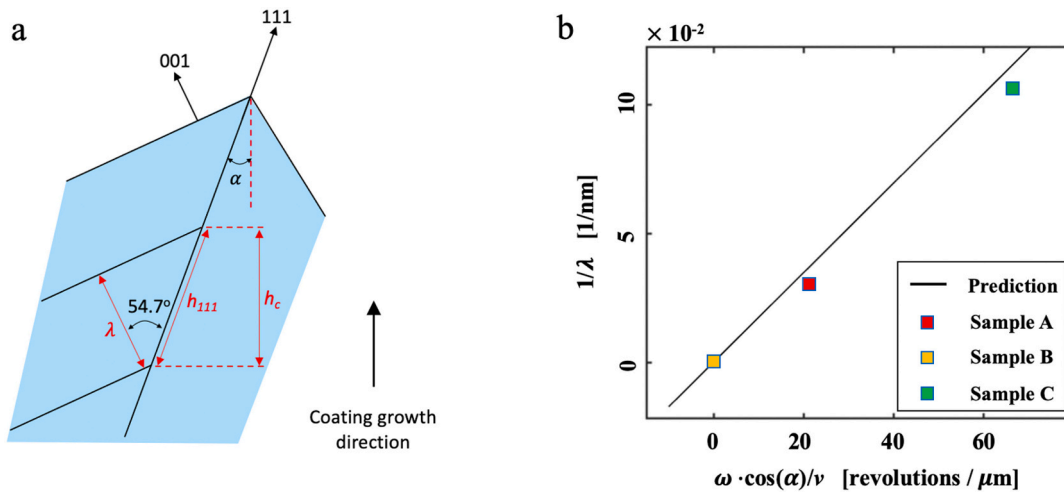 a
111
001
α
54.7°
λ
h111
hc
Coating growth
direction
b
× 10-2
10
5
0
1/λ [1/nm]
Prediction
Sample A
Sample B
Sample C
0 20 40 60
ω ·cos(α)/v [revolutions / μm]